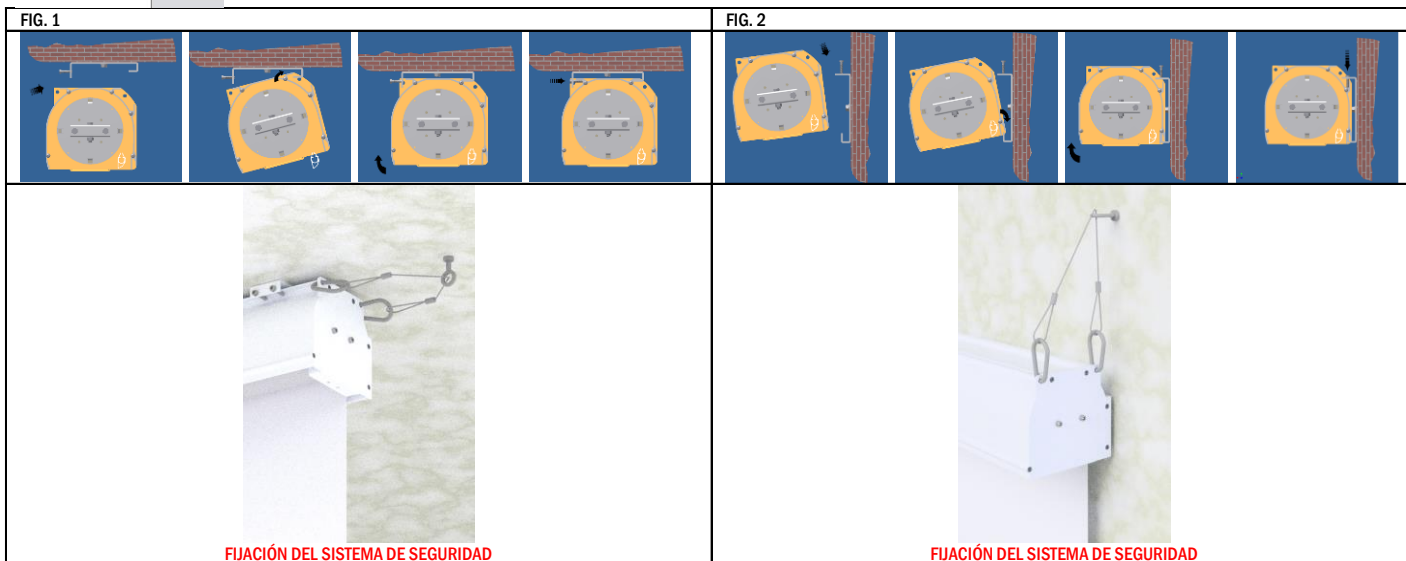 FIG. 1
FIG. 2
FIJACIÓN DEL SISTEMA DE SEGURIDAD
FIJACIÓN DEL SISTEMA DE SEGURIDAD